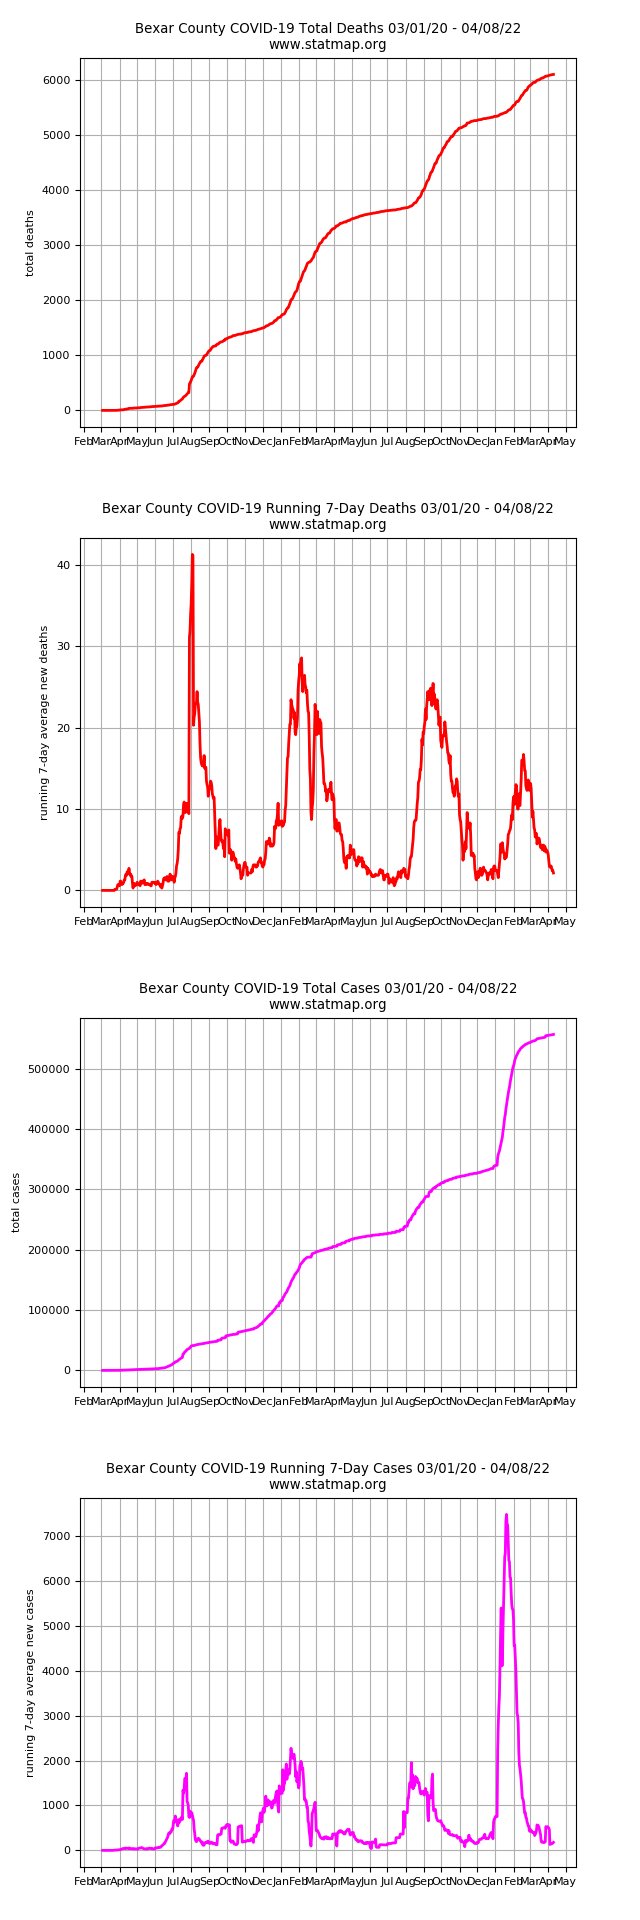 Bexar County COVID-19 Total Deaths 03/01/20 - 04/08/22
www.statmap.org
6000
5000
4000
3000
2000
1000
0
total deaths
Feb Mar Apr May Jun Jul Aug Sep Oct Nov Dec Jan Feb Mar Apr May Jun Jul Aug Sep Oct Nov Dec Jan Feb Mar Apr May
Bexar County COVID-19 Running 7-Day Deaths 03/01/20 - 04/08/22
www.statmap.org
40
30
20
10
0
running 7-day average new deaths
Feb Mar Apr May Jun Jul Aug Sep Oct Nov Dec Jan Feb Mar Apr May Jun Jul Aug Sep Oct Nov Dec Jan Feb Mar Apr May
Bexar County COVID-19 Total Cases 03/01/20 - 04/08/22
www.statmap.org
500000
400000
300000
200000
100000
0
total cases
Feb Mar Apr May Jun Jul Aug Sep Oct Nov Dec Jan Feb Mar Apr May Jun Jul Aug Sep Oct Nov Dec Jan Feb Mar Apr May
Bexar County COVID-19 Running 7-Day Cases 03/01/20 - 04/08/22
www.statmap.org
7000
6000
5000
4000
3000
2000
1000
0
running 7-day average new cases
Feb Mar Apr May Jun Jul Aug Sep Oct Nov Dec Jan Feb Mar Apr May Jun Jul Aug Sep Oct Nov Dec Jan Feb Mar Apr May